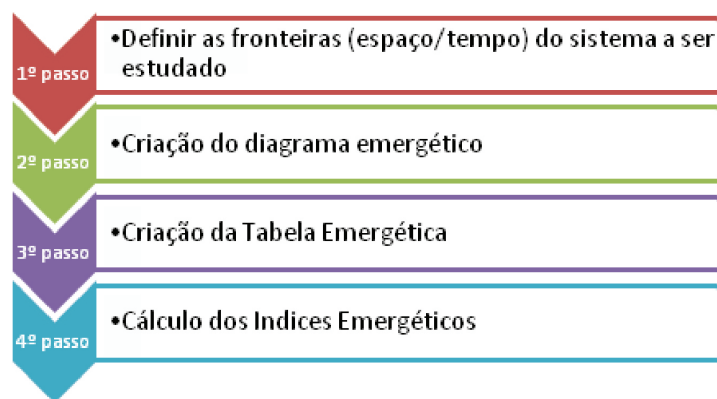 1º passo
•Definir as fronteiras (espaço/tempo) do sistema a ser
estudado
2º passo
•Criação do diagrama emergético
3º passo
•Criação da Tabela Emergética
4º passo
•Cálculo dos Indices Emergéticos